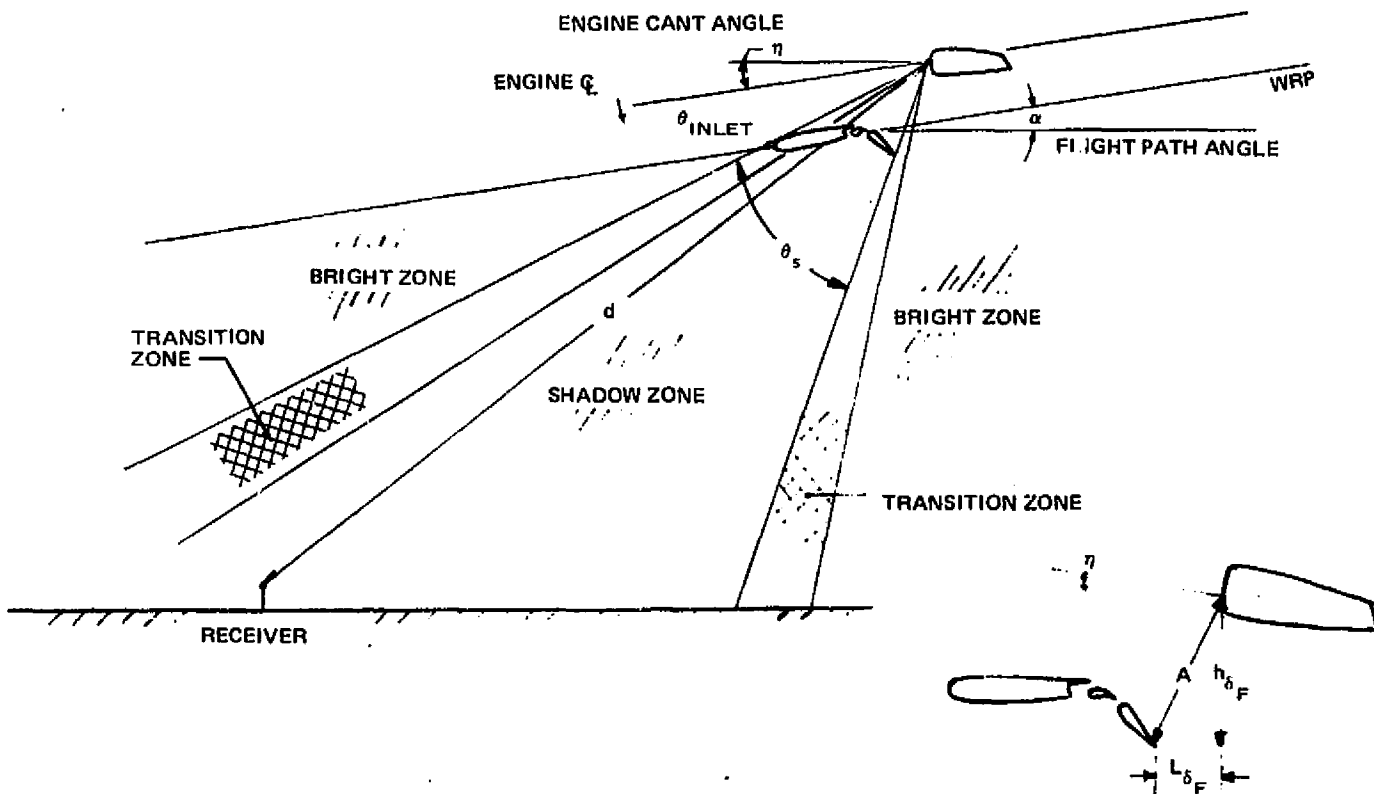 ENGINE CANT ANGLE
η
ENGINE ℄
θ INLET
WRP
α
FLIGHT PATH ANGLE
θs
BRIGHT ZONE
d
BRIGHT ZONE
TRANSITION
ZONE
SHADOW ZONE
TRANSITION ZONE
RECEIVER
η
A
hδF
LδF